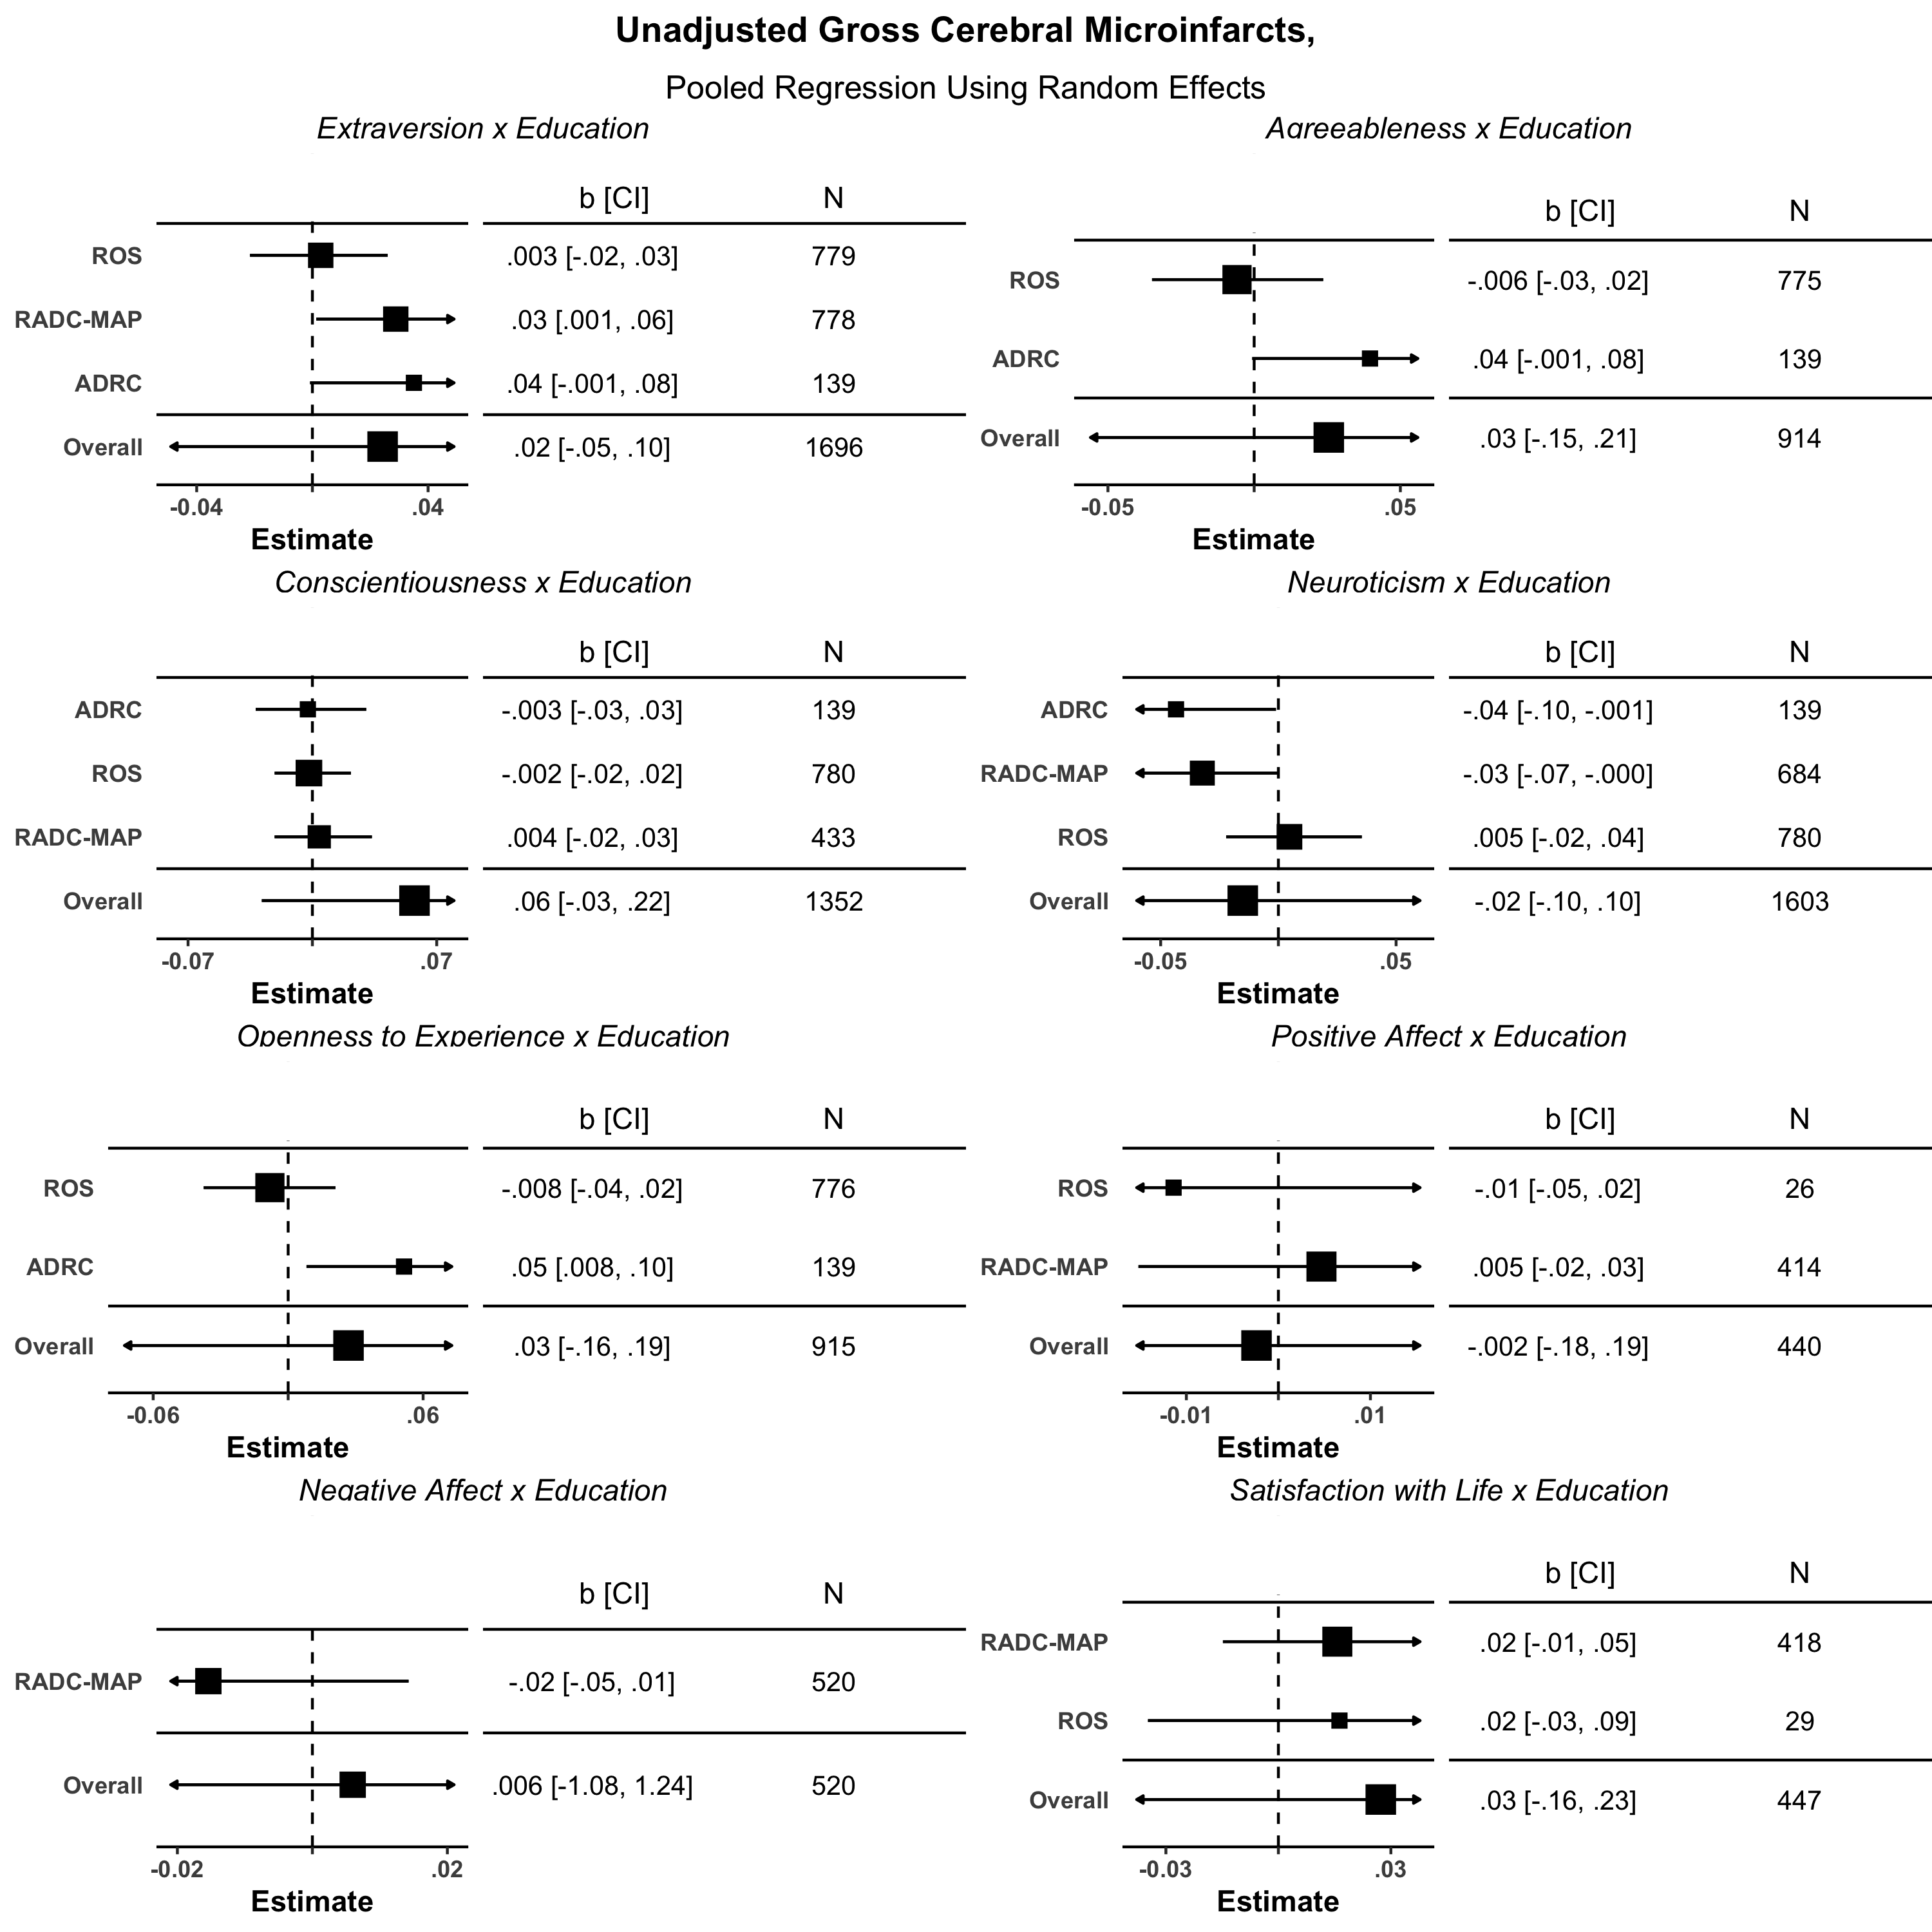 Unadjusted Gross Cerebral Microinfarcts,
Pooled Regression Using Random Effects
Extraversion x Education
b [CI] N
ROS .003 [-.02, .03] 779
RADC-MAP .03 [.001, .06] 778
ADRC .04 [-.001, .08] 139
Overall .02 [-.05, .10] 1696
-0.04 .04
Estimate
Agreeableness x Education
b [CI] N
ROS -.006 [-.03, .02] 775
ADRC .04 [-.001, .08] 139
Overall .03 [-.15, .21] 914
-0.05 .05
Estimate
Conscientiousness x Education
b [CI] N
ADRC -.003 [-.03, .03] 139
ROS -.002 [-.02, .02] 780
RADC-MAP .004 [-.02, .03] 433
Overall .06 [-.03, .22] 1352
-0.07 .07
Estimate
Neuroticism x Education
b [CI] N
ADRC -.04 [-.10, -.001] 139
RADC-MAP -.03 [-.07, -.000] 684
ROS .005 [-.02, .04] 780
Overall -.02 [-.10, .10] 1603
-0.05 .05
Estimate
Openness to Experience x Education
b [CI] N
ROS -.008 [-.04, .02] 776
ADRC .05 [.008, .10] 139
Overall .03 [-.16, .19] 915
-0.06 .06
Estimate
Positive Affect x Education
b [CI] N
ROS -.01 [-.05, .02] 26
RADC-MAP .005 [-.02, .03] 414
Overall -.002 [-.18, .19] 440
-0.01 .01
Estimate
Negative Affect x Education
b [CI] N
RADC-MAP -.02 [-.05, .01] 520
Overall .006 [-1.08, 1.24] 520
-0.02 .02
Estimate
Satisfaction with Life x Education
b [CI] N
RADC-MAP .02 [-.01, .05] 418
ROS .02 [-.03, .09] 29
Overall .03 [-.16, .23] 447
-0.03 .03
Estimate